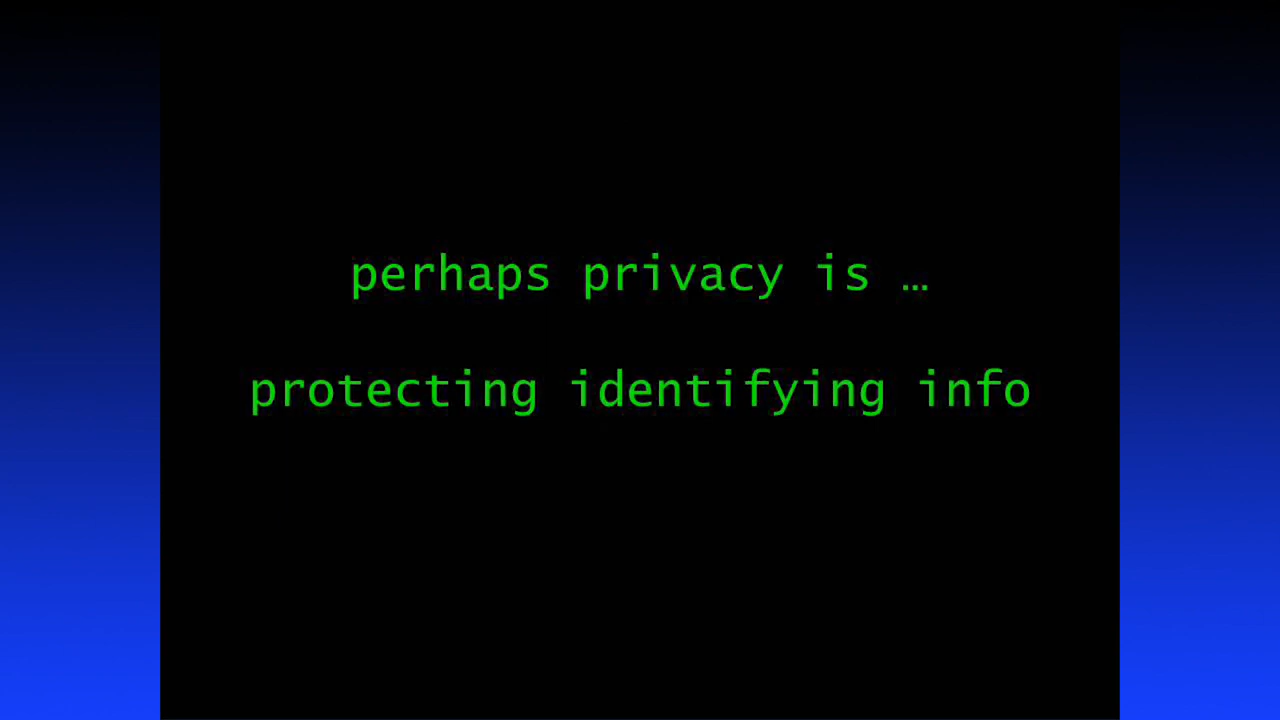 perhaps privacy is …
protecting identifying info